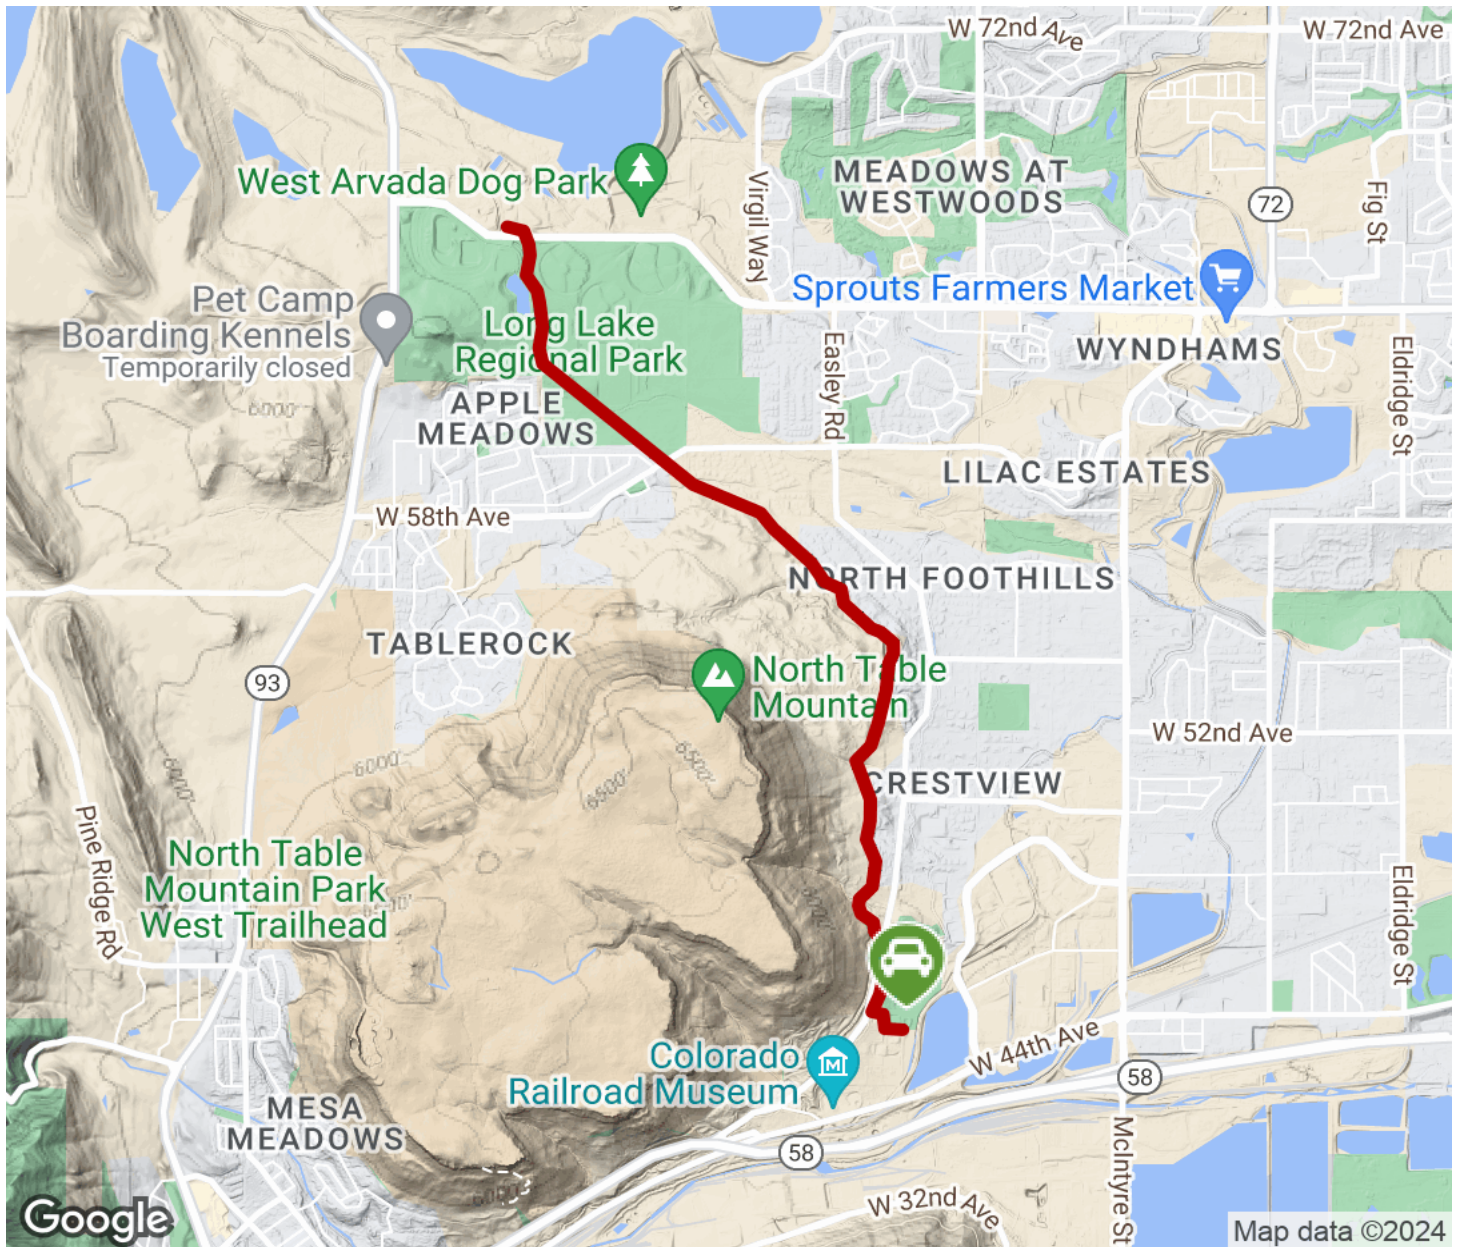 W 72nd Ave
W 72nd Ave
West Arvada Dog Park
Virgil Way
MEADOWS AT
WESTWOODS
72
Fig St
Pet Camp
Boarding Kennels
Temporarily closed
Sprouts Farmers Market
Long Lake
Regional Park
Easley Rd
WYNDHAMS
Eldridge St
6000'
APPLE
MEADOWS
LILAC ESTATES
W 58th Ave
NORTH FOOTHILLS
TABLEROCK
93
North Table
Mountain
W 52nd Ave
6000'
6500'
6500'
6000'
CRESTVIEW
Pine Ridge Rd
North Table
Mountain Park
West Trailhead
Eldridge St
W 44th Ave
Colorado
Railroad Museum
M
58
MESA
MEADOWS
58
McIntyre St
6000'
W 32nd Ave
Google
Map data ©2024